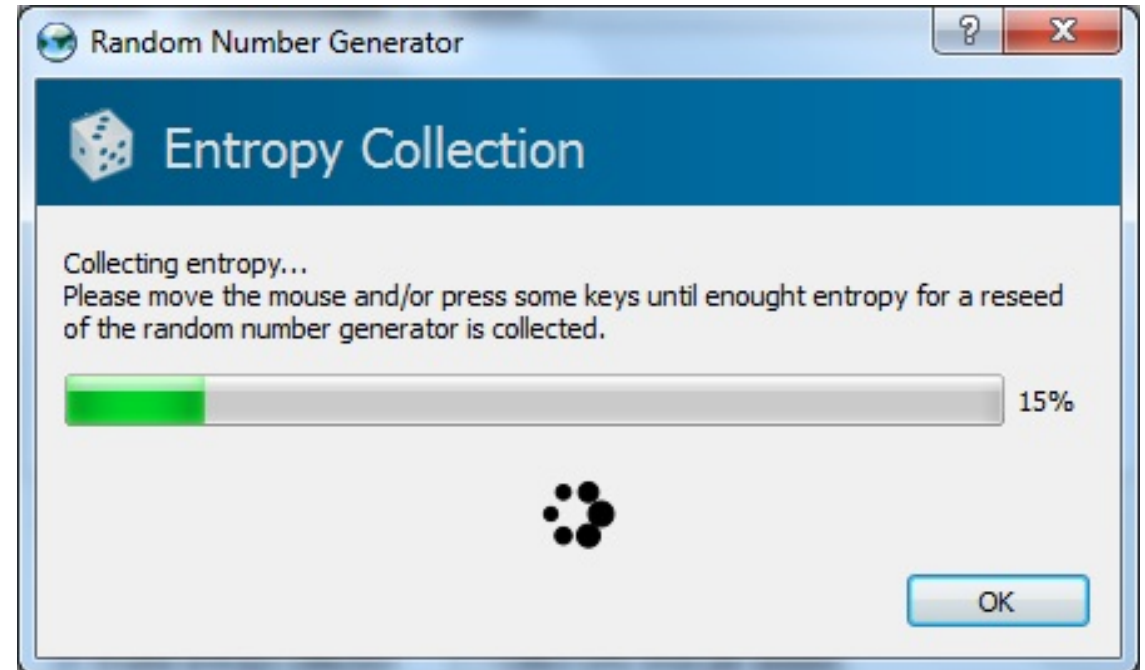 Random Number Generator
Entropy Collection
Collecting entropy...
Please move the mouse and/or press some keys until enought entropy for a reseed
of the random number generator is collected.
15%
OK